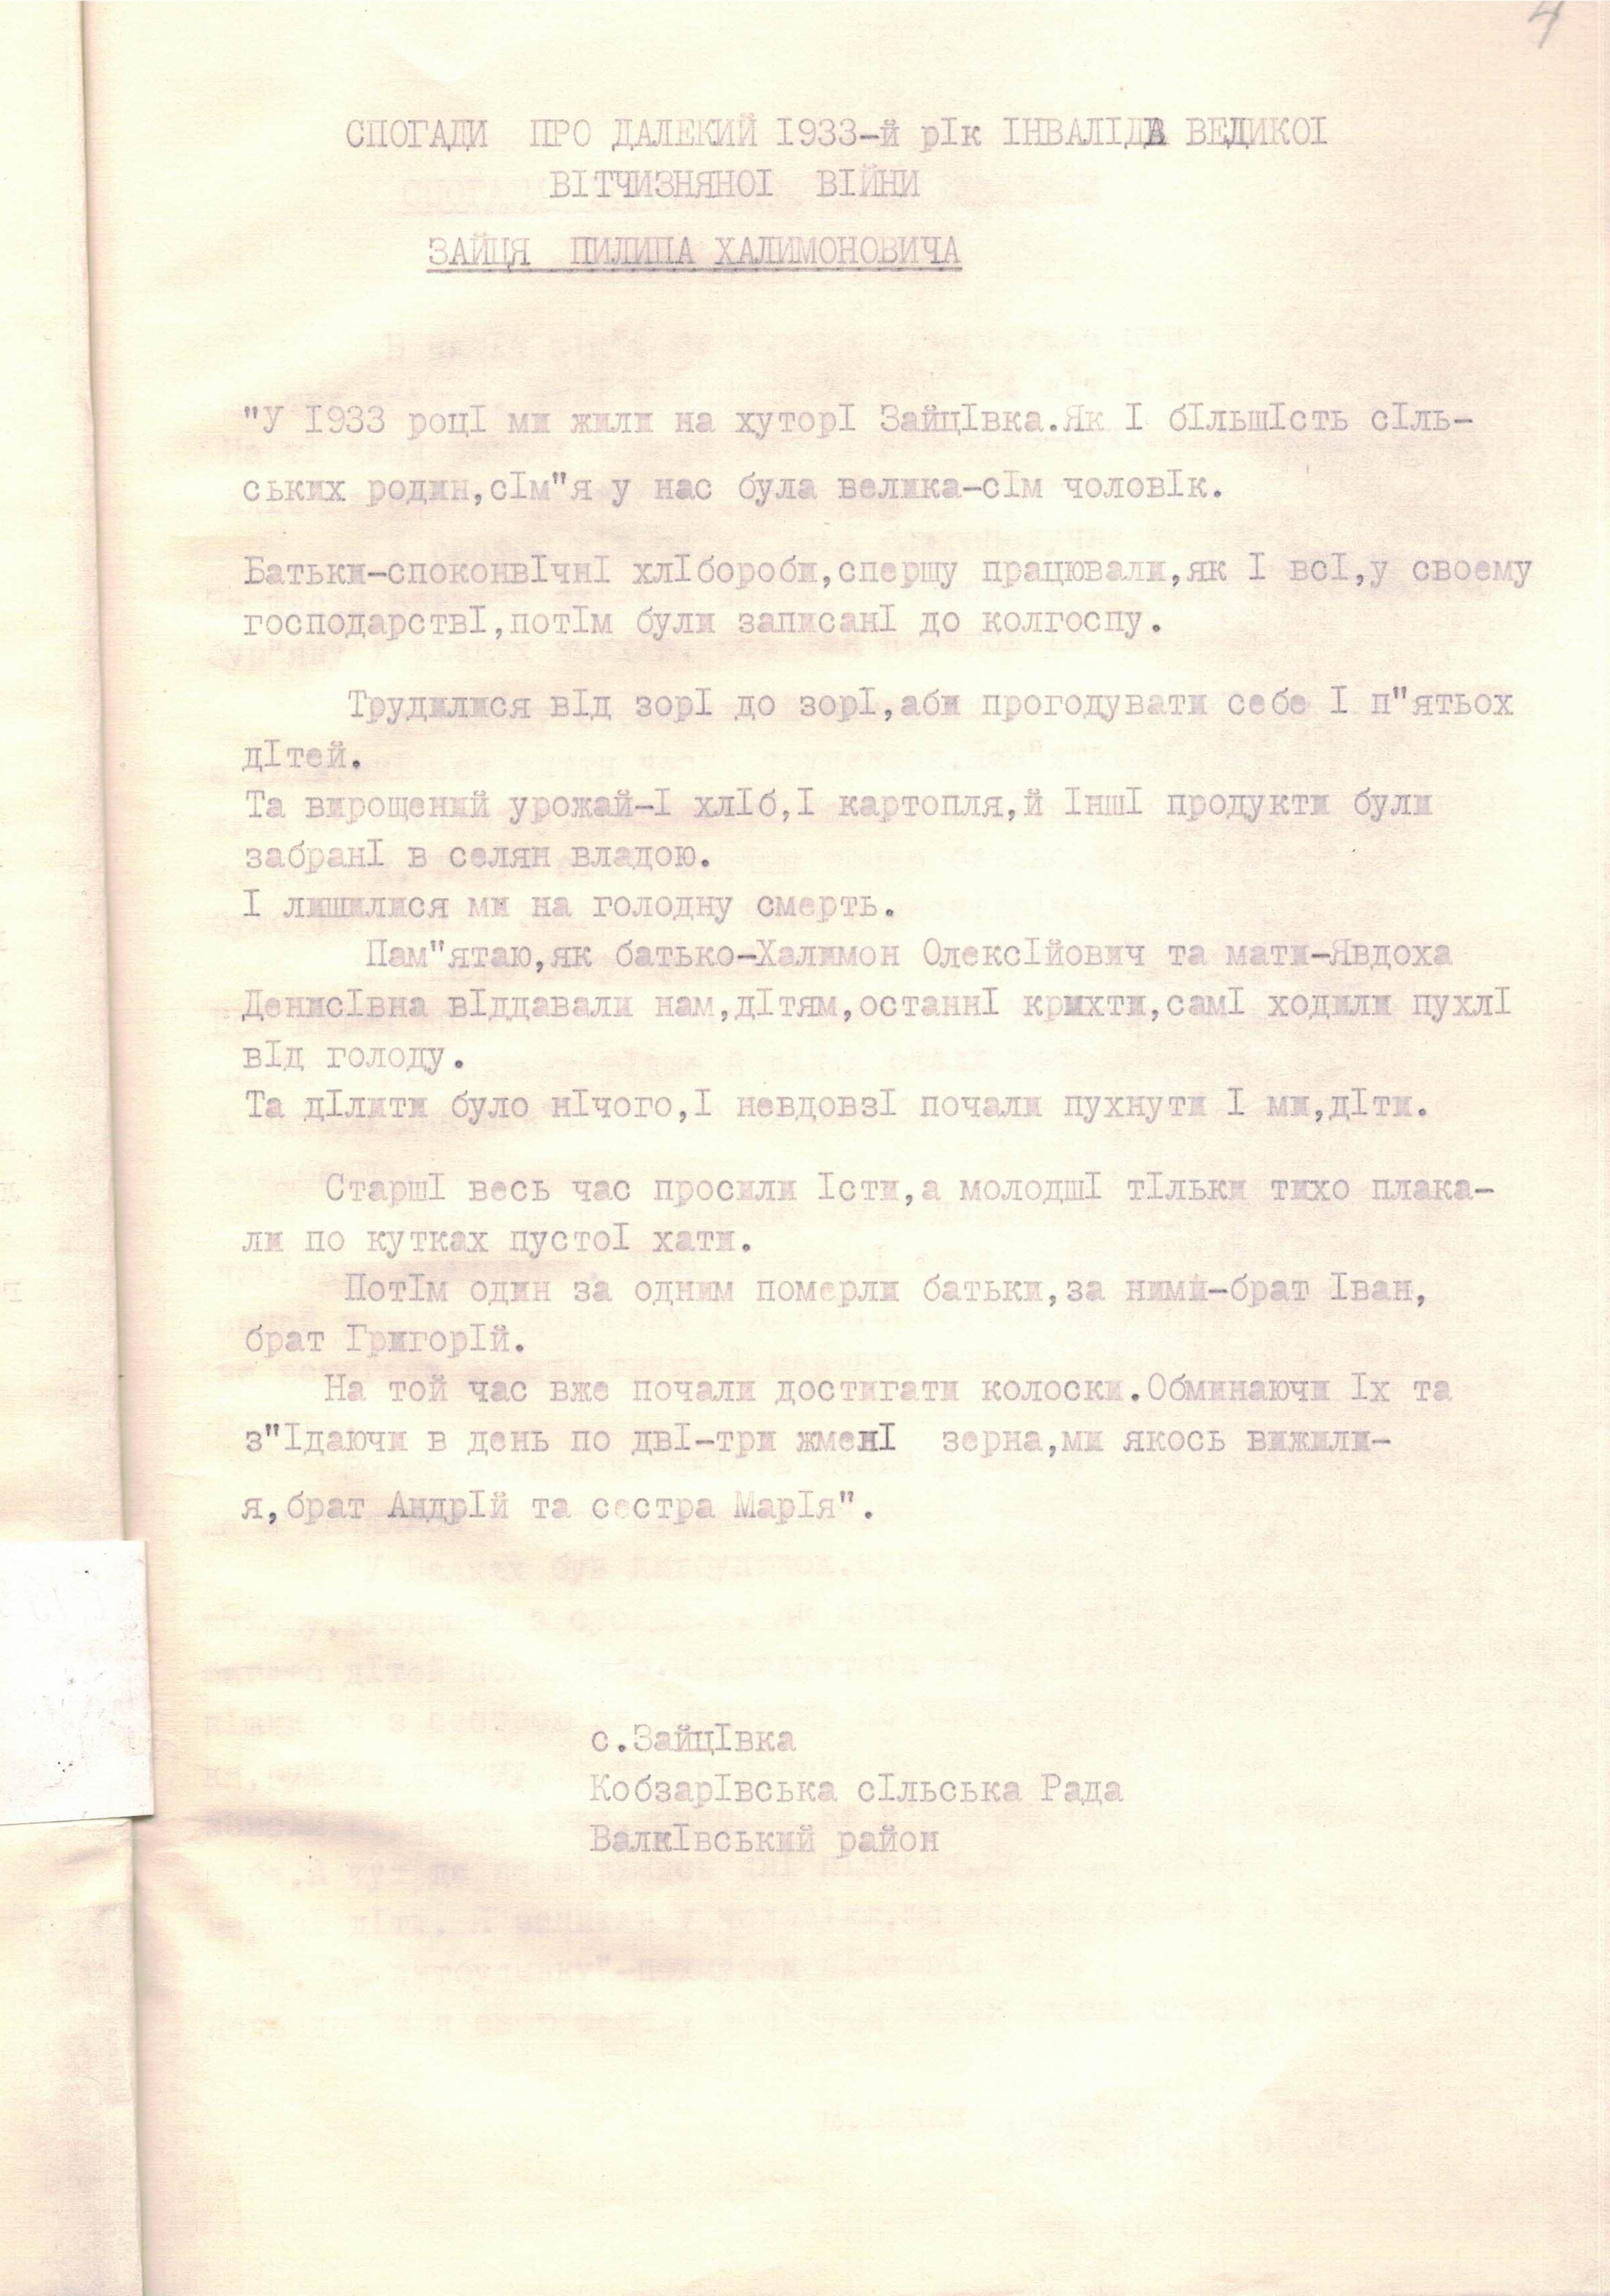 4
СПОГАДИ ПРО ДАЛЕКИЙ 1933-й рІк ІНВАЛІДА ВЕЛИКОІ
ВІТЧИЗНЯНОІ ВІЙНИ
ЗАЙЦЯ ПИЛИПА ХАЛИМОНОВИЧА
"У 1933 роцІ ми жили на хуторІ ЗайцІвка.Як І бІльшІсть сІль-
ських родин,сІм"я у нас була велика-сІм чоловІк.
Батьки-споконвІчнІ хлІбороби,спершу працювали,як І всІ,у своему
господарствІ,потІм були записанІ до колгоспу.
Трудилися вІд зорІ до зорІ,аби прогодувати себе І п"ятьох
дІтей.
Та вирощений урожай-І хлІб,І картопля,й ІншІ продукти були
забранІ в селян владою.
І лишилися ми на голодну смерть.
Пам"ятаю,як батько-Халимон ОлексІйович та мати-Явдоха
ДенисІвна вІддавали нам,дІтям,останнІ крихти,самІ ходили пухлІ
вІд голоду.
Та дІлити було нІчого,І невдовзІ почали пухнути І ми,дІти.
СтаршІ весь час просили Істи,а молодшІ тІльки тихо плака-
ли по кутках пустоІ хати.
ПотІм один за одним померли батьки,за ними-брат Іван,
брат ГригорІй.
На той час вже почали достигати колоски.Обминаючи Іх та
з"Їдаючи в день по двІ-три жменІ зерна,ми якось вижили-
я,брат АндрІй та сестра МарІя".
с.ЗайцІвка
КобзарІвська сІльська Рада
ВалкІвський район